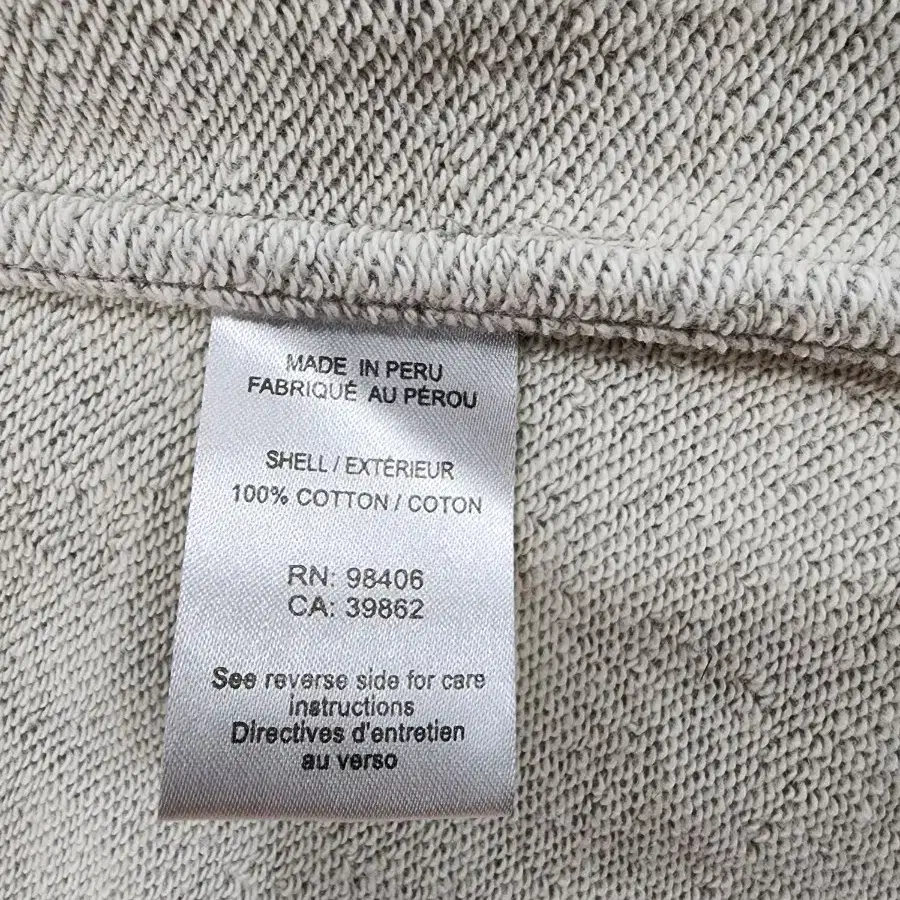 MADE IN PERU
FABRIQUÉ AU PÉROU
SHELL / EXTÉRIEUR
100% COTTON / COTON
RN: 98406
CA: 39862
See reverse side for care
instructions
Directives d'entretien
au verso